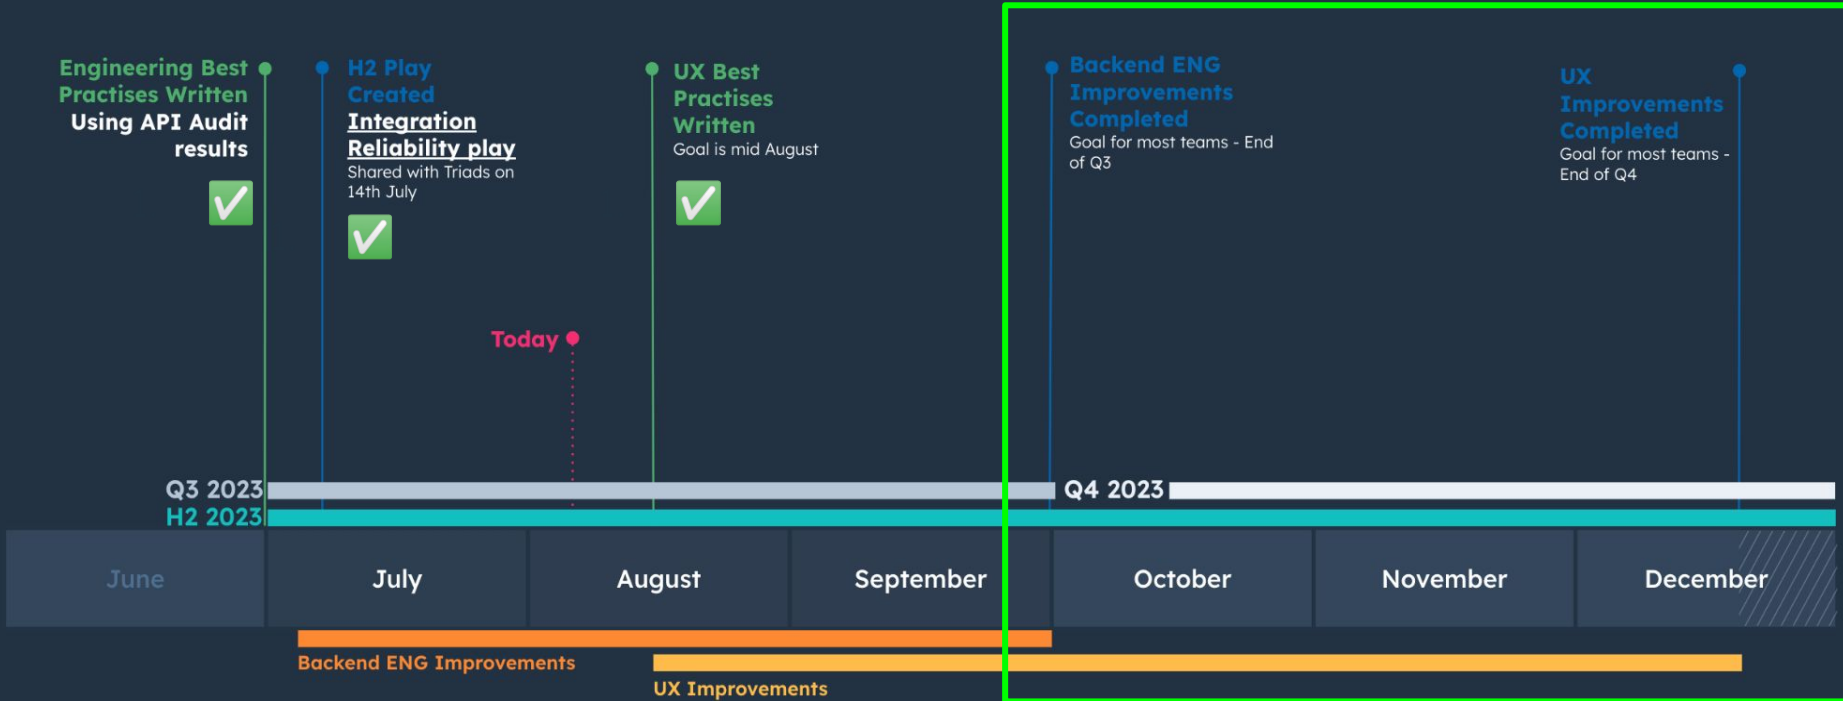 Engineering Best
Practises Written
Using API Audit
results
H2 Play
Created
Integration
Reliability play
Shared with Triads on
14th July
UX Best
Practises
Written
Goal is mid August
Backend ENG
Improvements
Completed
Goal for most teams - End
of Q3
UX
Improvements
Completed
Goal for most teams -
End of Q4
Today
Q3 2023
Q4 2023
H2 2023
June
July
August
September
October
November
December
Backend ENG Improvements
UX Improvements